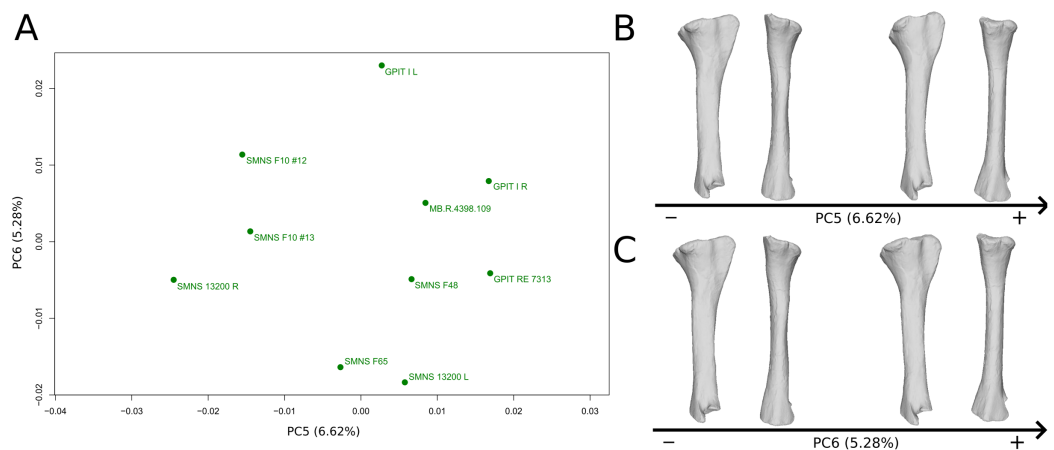 A
0.02
0.01
0.00
−0.01
−0.02
PC6 (5.28%)
GPIT I L
SMNS F10 #12
GPIT I R
MB.R.4398.109
SMNS F10 #13
SMNS 13200 R
SMNS F48
GPIT RE 7313
SMNS F65
SMNS 13200 L
−0.04 −0.03 −0.02 −0.01 0.00 0.01 0.02 0.03
PC5 (6.62%)
B
− PC5 (6.62%) +
C
− PC6 (5.28%) +